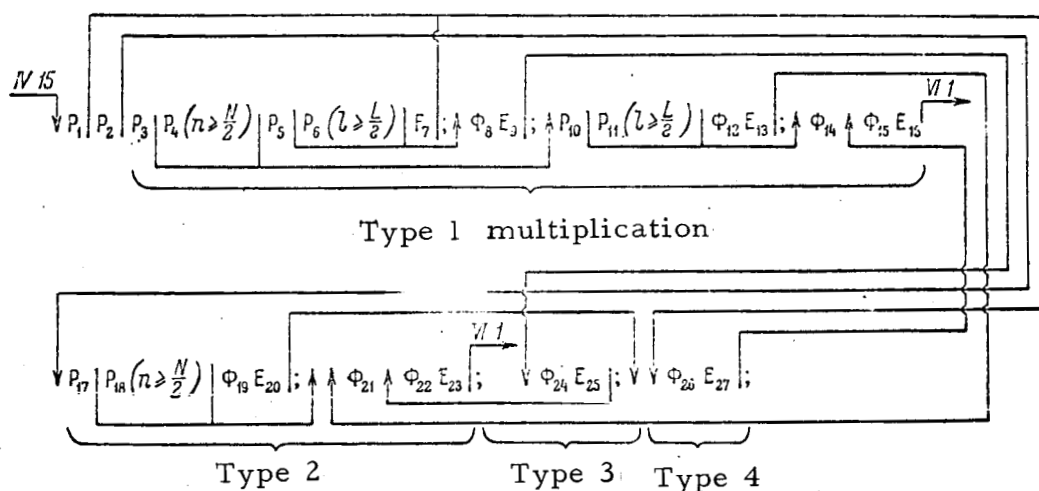 IV 15
VI 1
P₁ P₂ P₃ P₄ (n ≥ N/2) P₅ P₆ (l ≥ L/2) F₇ ; Φ₈ E₉ ; P₁₀ P₁₁ (l ≥ L/2) Φ₁₂ E₁₃ ; Φ₁₄ Φ₁₅ E₁₆
Type 1 multiplication
VI 1
P₁₇ P₁₈ (n ≥ N/2) Φ₁₉ E₂₀ ; Φ₂₁ Φ₂₂ E₂₃ ; Φ₂₄ E₂₅ ; Φ₂₆ E₂₇ ;
Type 2 Type 3 Type 4